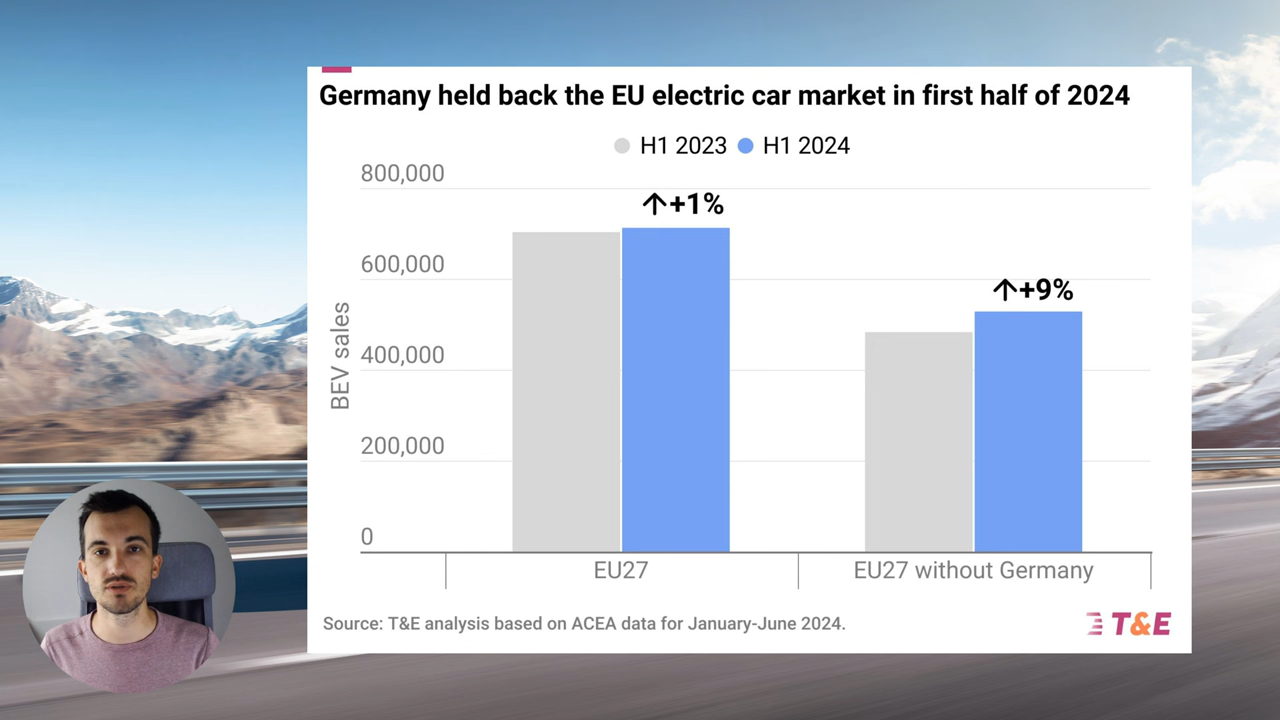 Germany held back the EU electric car market in first half of 2024
H1 2023 H1 2024
800,000
↑+1%
600,000
↑+9%
400,000
BEV sales
200,000
0
EU27
EU27 without Germany
Source: T&E analysis based on ACEA data for January-June 2024.
T&E